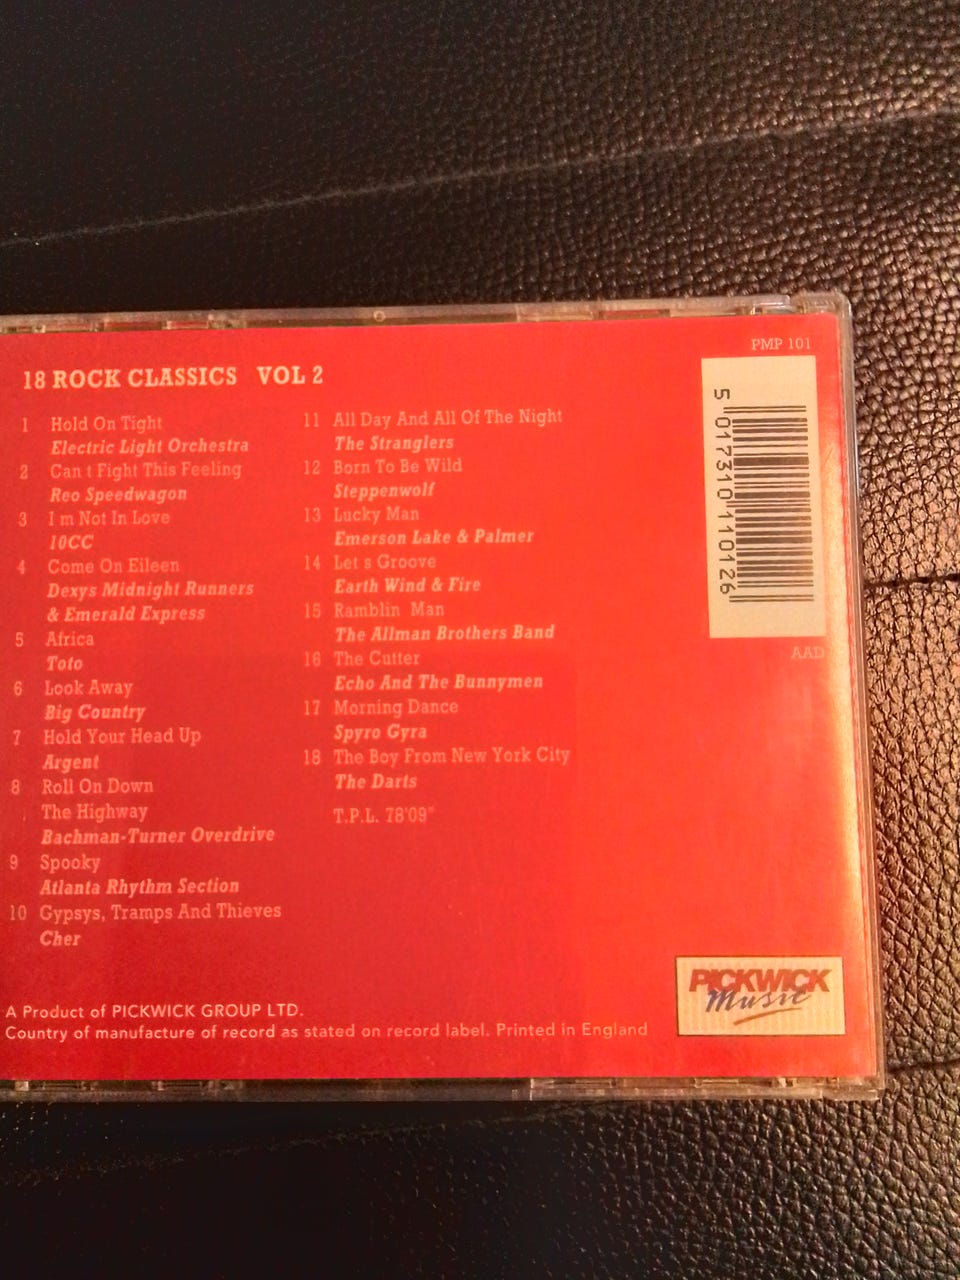 PMP 101
18 ROCK CLASSICS VOL 2
1 Hold On Tight
Electric Light Orchestra
2 Can t Fight This Feeling
Reo Speedwagon
3 I m Not In Love
10CC
4 Come On Eileen
Dexys Midnight Runners
& Emerald Express
5 Africa
Toto
6 Look Away
Big Country
7 Hold Your Head Up
Argent
8 Roll On Down
The Highway
Bachman-Turner Overdrive
9 Spooky
Atlanta Rhythm Section
10 Gypsys, Tramps And Thieves
Cher
11 All Day And All Of The Night
The Stranglers
12 Born To Be Wild
Steppenwolf
13 Lucky Man
Emerson Lake & Palmer
14 Let s Groove
Earth Wind & Fire
15 Ramblin Man
The Allman Brothers Band
16 The Cutter
Echo And The Bunnymen
17 Morning Dance
Spyro Gyra
18 The Boy From New York City
The Darts
T.P.L. 78'09"
5 017310 110126
AAD
A Product of PICKWICK GROUP LTD.
Country of manufacture of record as stated on record label. Printed in England
PICKWICK
Music